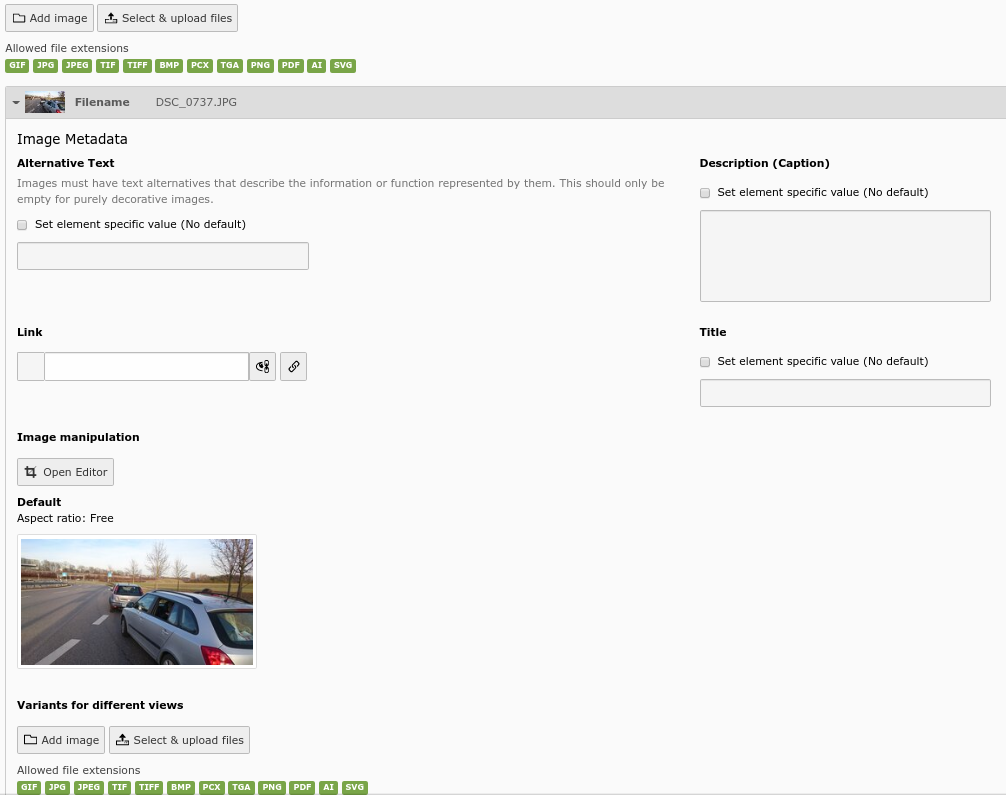 Add image Select & upload files
Allowed file extensions
GIF JPG JPEG TIF TIFF BMP PCX TGA PNG PDF AI SVG
Filename DSC_0737.JPG
Image Metadata
Alternative Text
Images must have text alternatives that describe the information or function represented by them. This should only be
empty for purely decorative images.
Set element specific value (No default)
Description (Caption)
Set element specific value (No default)
Link
Title
Set element specific value (No default)
Image manipulation
Open Editor
Default
Aspect ratio: Free
Variants for different views
Add image Select & upload files
Allowed file extensions
GIF JPG JPEG TIF TIFF BMP PCX TGA PNG PDF AI SVG